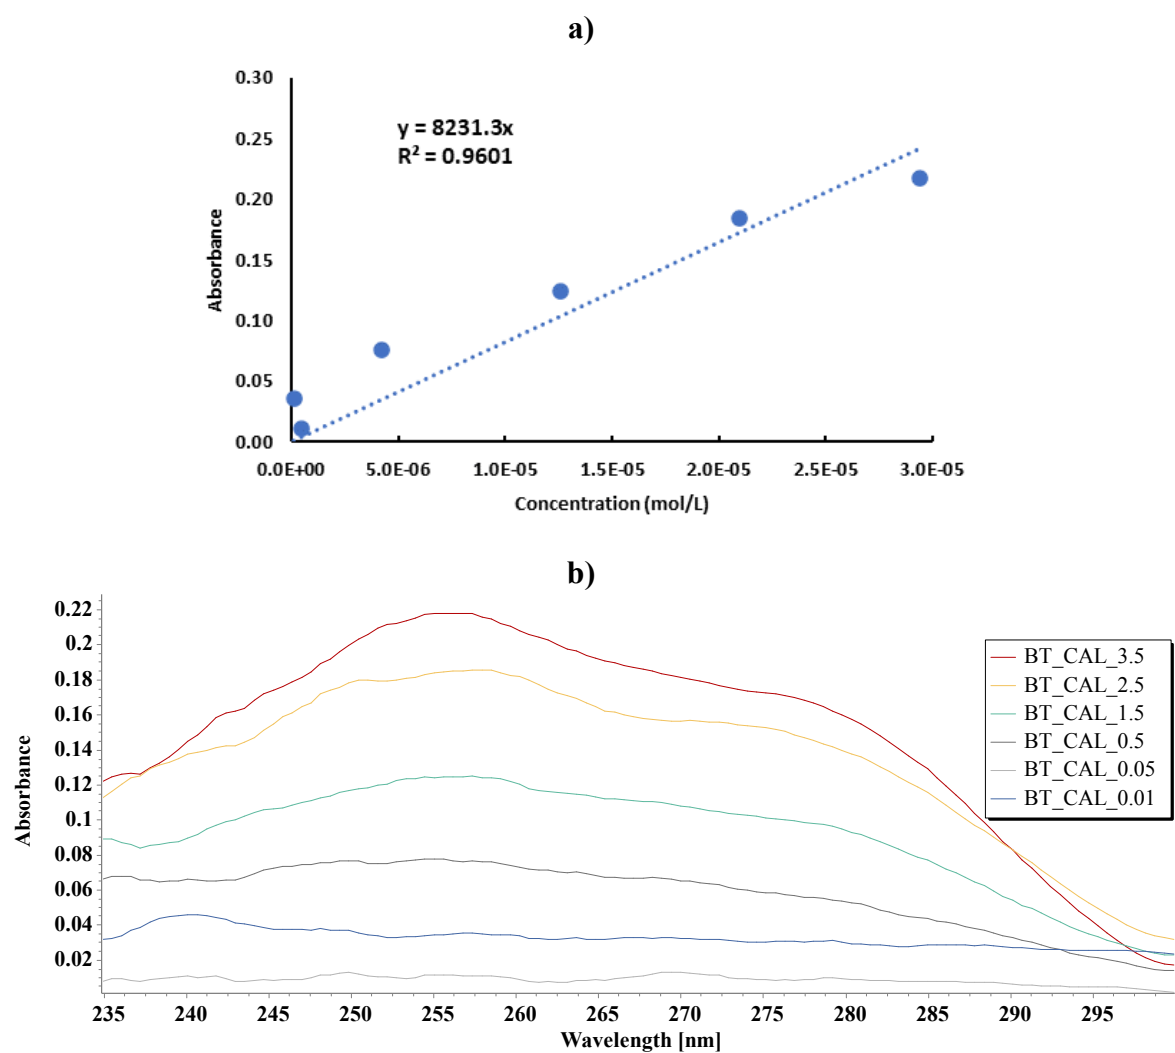 a)
0.30
0.25
0.20
0.15
0.10
0.05
0.00
Absorbance
y = 8231.3x
R² = 0.9601
0.0E+00 5.0E-06 1.0E-05 1.5E-05 2.0E-05 2.5E-05 3.0E-05
Concentration (mol/L)
b)
0.22
0.2
0.18
0.16
0.14
0.12
0.1
0.08
0.06
0.04
0.02
Absorbance
BT_CAL_3.5
BT_CAL_2.5
BT_CAL_1.5
BT_CAL_0.5
BT_CAL_0.05
BT_CAL_0.01
235 240 245 250 255 260 265 270 275 280 285 290 295
Wavelength [nm]